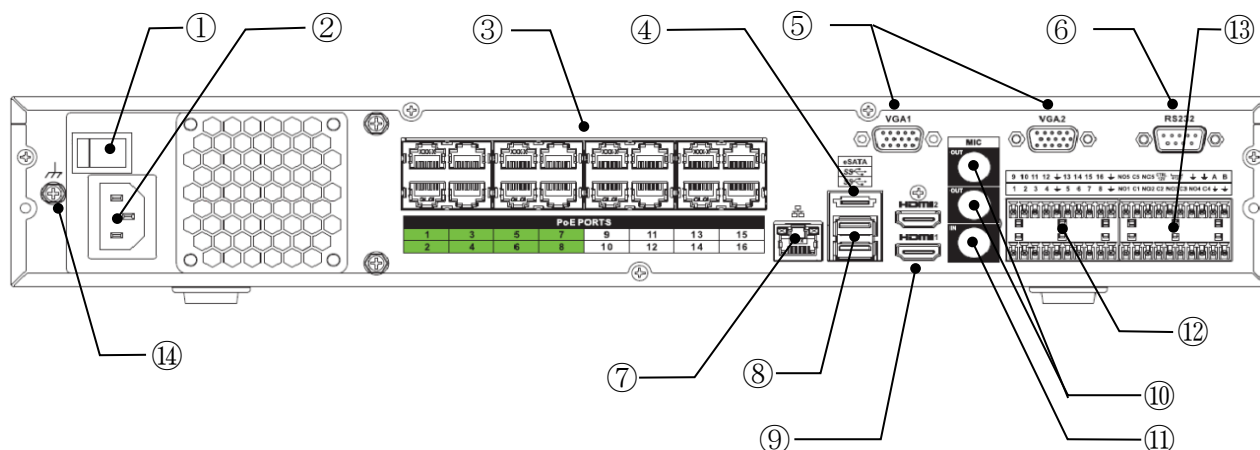 ① ② ③ ④ ⑤ ⑥ ⑬
VGA1 VGA2 RS232
MIC
OUT
OUT
IN
eSATA
SS
SS
9 10 11 12 13 14 15 16 NO5 C5 NC5 A B
1 2 3 4 5 6 7 8 NO1 C1 NO2 C2 NO3 C3 NO4 C4
HDMI2
HDMI1
PoE PORTS
1 3 5 7 9 11 13 15
2 4 6 8 10 12 14 16
⑭ ⑦ ⑧ ⑨ ⑫ ⑩ ⑪